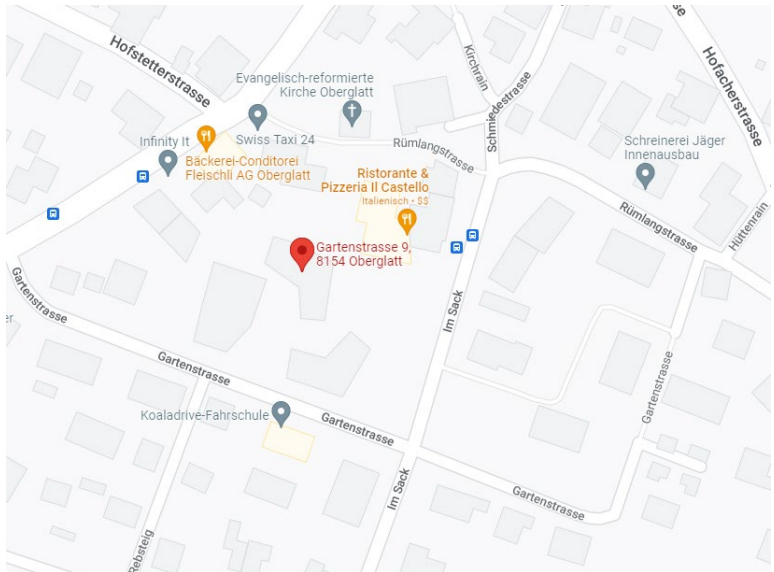 Hofstetterstrasse
Hofacherstrasse
Kirchrain
Schmiedestrasse
Evangelisch-reformierte
Kirche Oberglatt
Swiss Taxi 24
Infinity It
Bäckerei-Conditorei
Fleischli AG Oberglatt
Rümlangstrasse
Schreinerei Jäger
Innenausbau
Ristorante &
Pizzeria Il Castello
Italienisch • $$
Rümlangstrasse
Hüttenrain
Gartenstrasse 9,
8154 Oberglatt
Gartenstrasse
Im Sack
Gartenstrasse
Gartenstrasse
Koaladrive-Fahrschule
Gartenstrasse
Im Sack
Gartenstrasse
Rebsteig